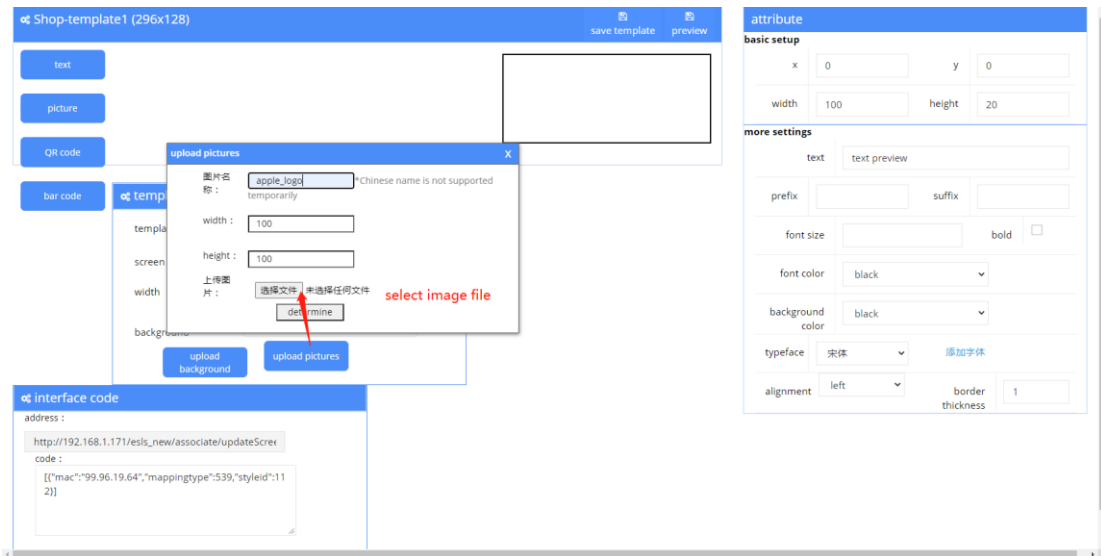 Shop-template1 (296x128)
save template
preview
text
picture
QR code
bar code
upload pictures
X
图片名
称：
apple_logo
*Chinese name is not supported
temporarily
width：
100
height：
100
上传图
片：
选择文件
未选择任何文件
select image file
determine
temp
templa
screen
width
background
upload
background
upload pictures
interface code
address：
http://192.168.1.171/esls_new/associate/updateScree
code：
[{"mac":"99.96.19.64","mappingtype":539,"styleid":11
2}]
attribute
basic setup
x
0
y
0
width
100
height
20
more settings
text
text preview
prefix
suffix
font size
bold
font color
black
background
color
black
typeface
宋体
添加字体
alignment
left
border
thickness
1